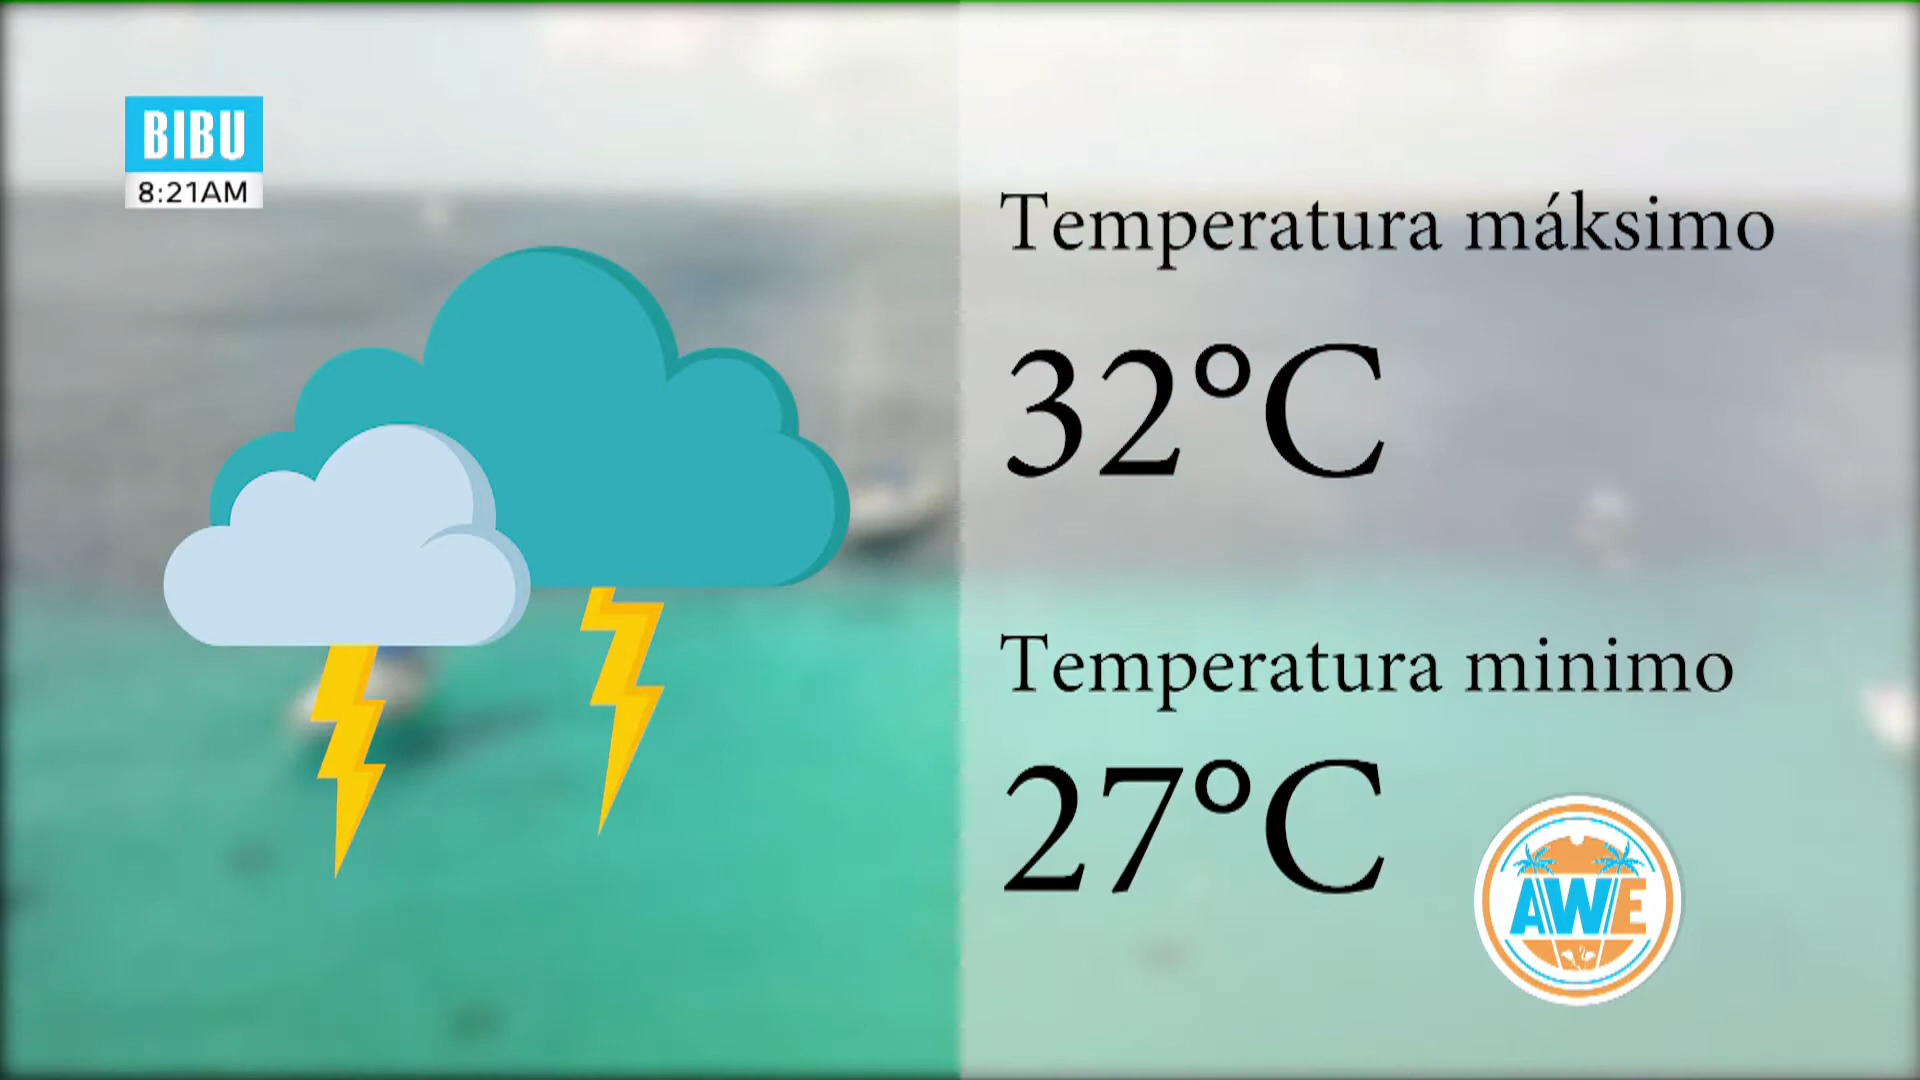 BIBU
8:21AM
Temperatura máksimo
32°C
Temperatura minimo
27°C
AWE